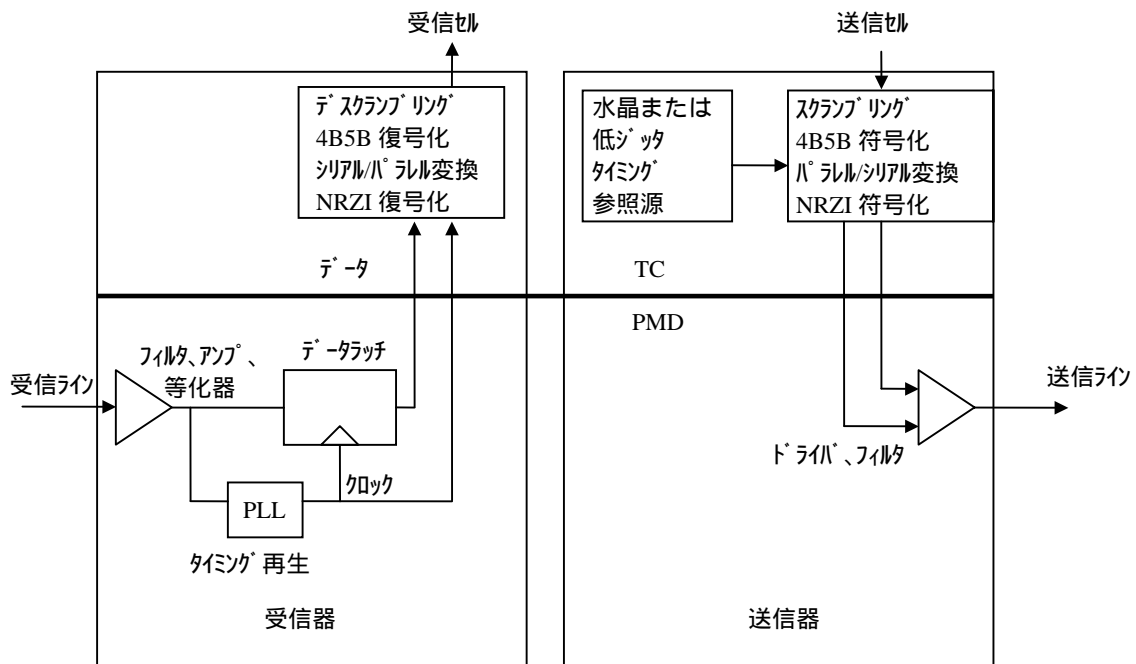 受信ｾﾙ
送信ｾﾙ
ﾃﾞｽｸﾗﾝﾌﾞﾘﾝｸﾞ
4B5B 復号化
ｼﾘｱﾙ/ﾊﾟﾗﾚﾙ変換
NRZI 復号化
水晶または
低ｼﾞｯﾀ
ﾀｲﾐﾝｸﾞ
参照源
ｽｸﾗﾝﾌﾞﾘﾝｸﾞ
4B5B 符号化
ﾊﾟﾗﾚﾙ/ｼﾘｱﾙ変換
NRZI 符号化
ﾃﾞｰﾀ
TC
PMD
受信ﾗｲﾝ
ﾌｨﾙﾀ､ｱﾝﾌﾟ､
等化器
ﾃﾞｰﾀﾗｯﾁ
送信ﾗｲﾝ
ﾄﾞﾗｲﾊﾞ､ﾌｨﾙﾀ
ｸﾛｯｸ
PLL
ﾀｲﾐﾝｸﾞ再生
受信器
送信器